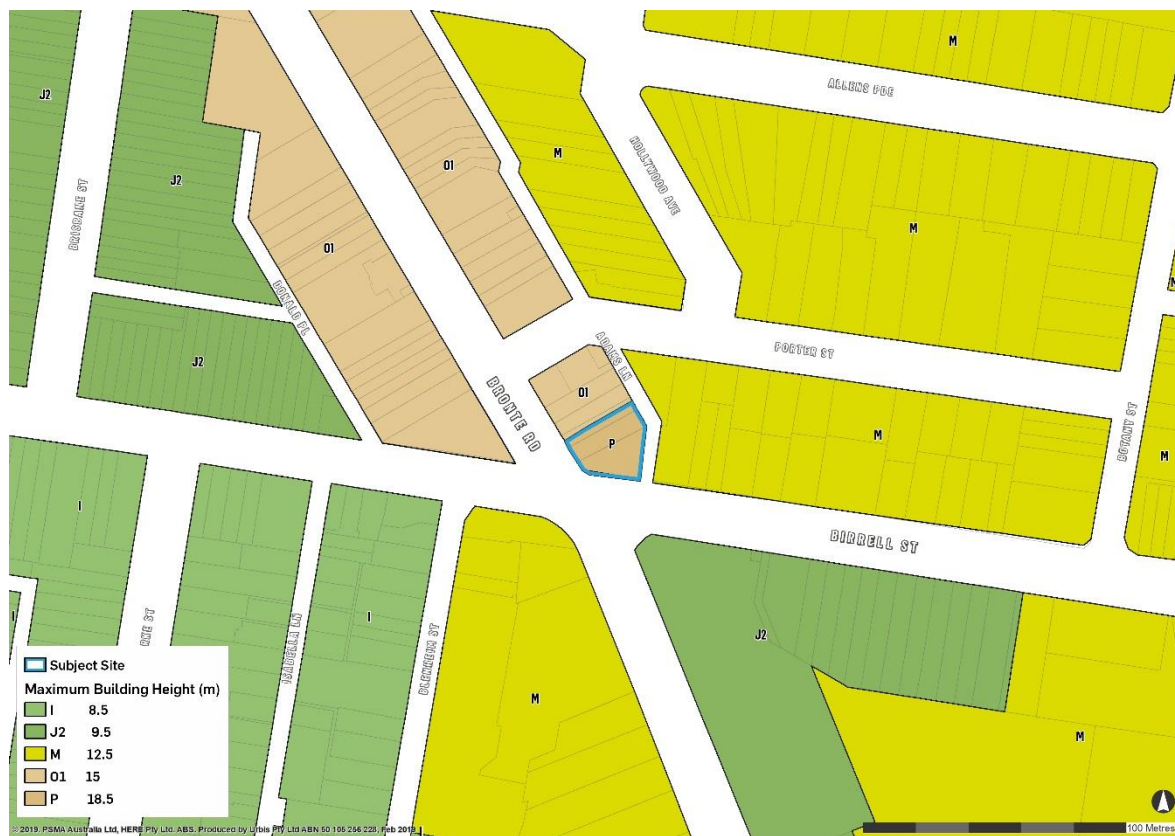 M
J2
ALLENS PDE
O1
M
HOLLYWOOD AVE
J2
BRISBANE ST
M
O1
DONALD PL
M
ADAMS LN
PORTER ST
J2
BRONTE RD
O1
BOTANY ST
P
M
M
I
BIRRELL ST
I
I
ISABELLA LN
BLENHEIM ST
J2
M
M
Subject Site
Maximum Building Height (m)
I 8.5
J2 9.5
M 12.5
O1 15
P 18.5
© 2019. PSMA Australia Ltd, HERE Pty Ltd. ABS. Produced by Urbis Pty Ltd ABN 50 105 256 228, Feb 2019
100 Metres